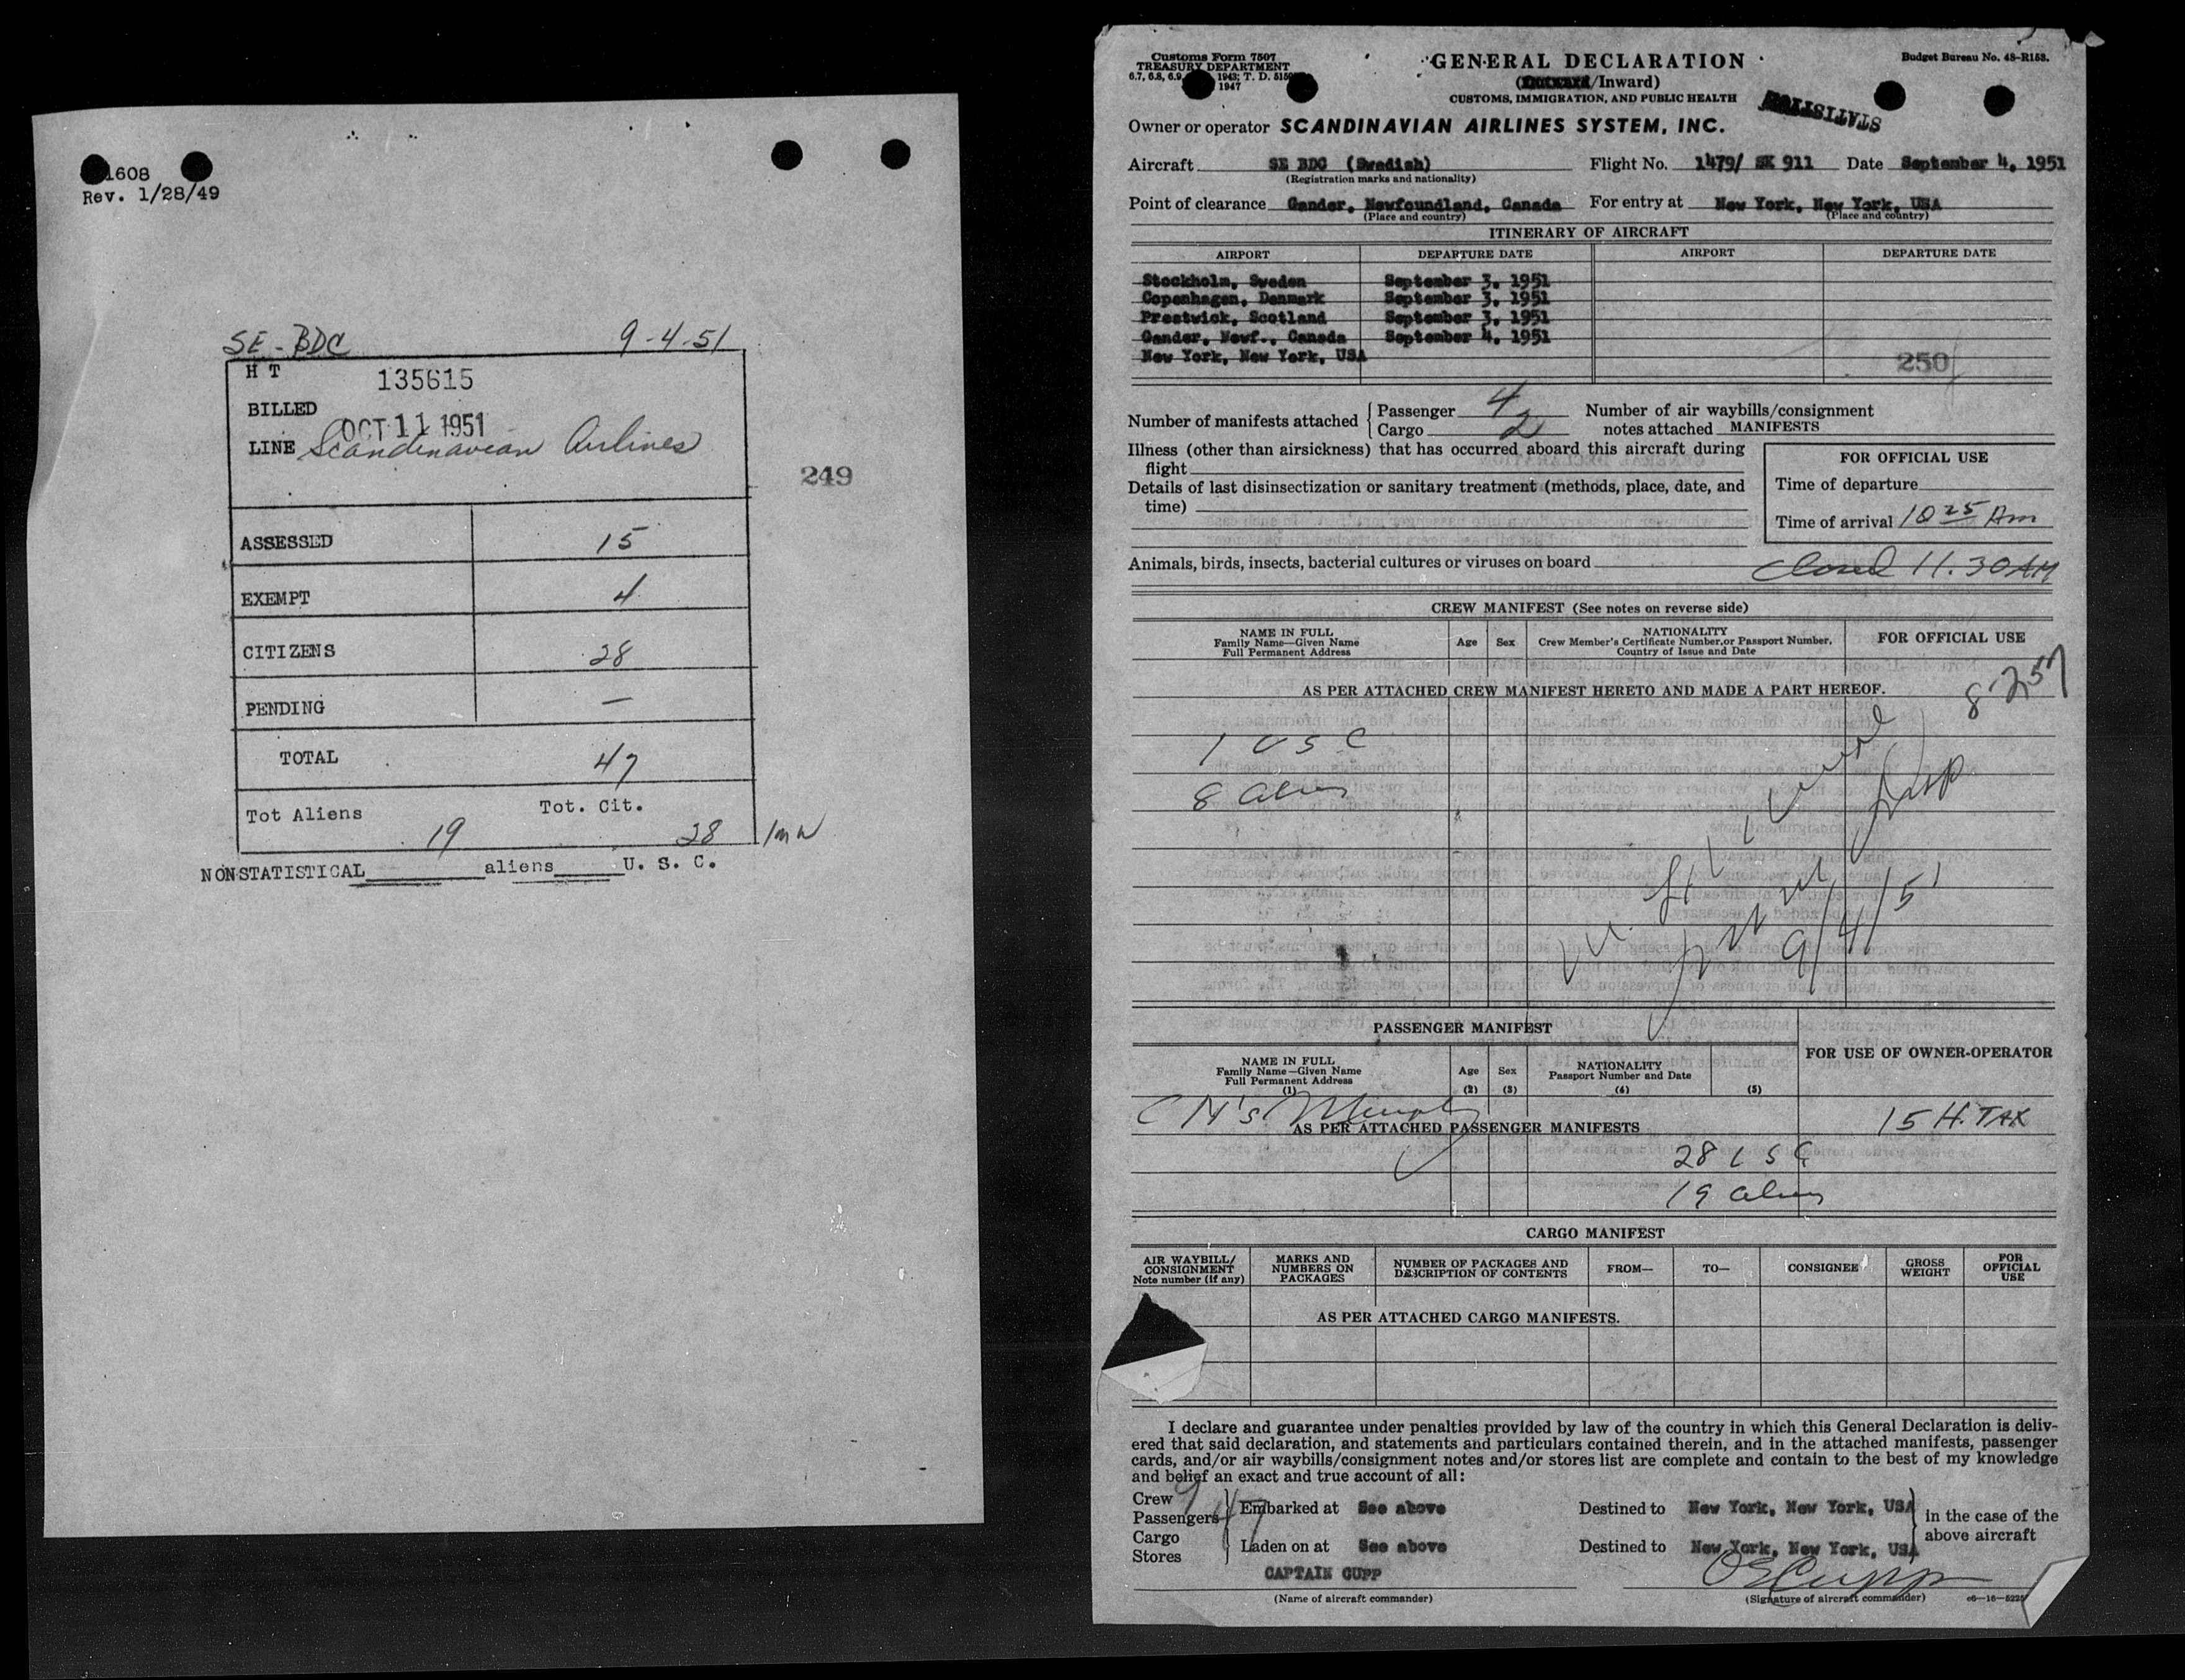 1608
Rev. 1/28/49
SE-BDC 9-4-51
H T 135615
BILLED
OCT 11 1951
LINE Scandinavian Airlines
249
ASSESSED 15
EXEMPT 4
CITIZENS 28
PENDING —
TOTAL 47
Tot Aliens 19 Tot. Cit. 28
NONSTATISTICAL aliens U. S. C.
Customs Form 7507
TREASURY DEPARTMENT
6.7, 6.8, 6.9, 1943; T. D.
1947
GENERAL DECLARATION
/Inward)
CUSTOMS, IMMIGRATION, AND PUBLIC HEALTH
Budget Bureau No. 48-R153.
Owner or operator SCANDINAVIAN AIRLINES SYSTEM, INC.
Aircraft SE BDC (Swedish) Flight No. 1479/ SK 911 Date September 4, 1951
(Registration marks and nationality)
Point of clearance Gander, Newfoundland, Canada For entry at New York, New York, USA
(Place and country) (Place and country)
ITINERARY OF AIRCRAFT
AIRPORT DEPARTURE DATE AIRPORT DEPARTURE DATE
Stockholm, Sweden September 3, 1951
Copenhagen, Denmark September 3, 1951
Prestwick, Scotland September 3, 1951
Gander, Newf., Canada September 4, 1951
New York, New York, USA
250
Number of manifests attached Passenger 4 Number of air waybills/consignment
Cargo 2 notes attached MANIFESTS
Illness (other than airsickness) that has occurred aboard this aircraft during
flight
Details of last disinsectization or sanitary treatment (methods, place, date, and
time)
FOR OFFICIAL USE
Time of departure
Time of arrival 10 25 Am
Animals, birds, insects, bacterial cultures or viruses on board
Closed 11.30 AM
CREW MANIFEST (See notes on reverse side)
NAME IN FULL
Family Name—Given Name
Full Permanent Address
Age Sex
NATIONALITY
Crew Member's Certificate Number or Passport Number,
Country of Issue and Date
FOR OFFICIAL USE
AS PER ATTACHED CREW MANIFEST HERETO AND MADE A PART HEREOF.
1 USC
8 aliens
9/4/51
PASSENGER MANIFEST
NAME IN FULL
Family Name—Given Name
Full Permanent Address
(1)
Age
(2)
Sex
(3)
NATIONALITY
Passport Number and Date
(4) (5)
FOR USE OF OWNER-OPERATOR
15 H. TAX
AS PER ATTACHED PASSENGER MANIFESTS
28 USC
19 aliens
CARGO MANIFEST
AIR WAYBILL/
CONSIGNMENT
Note number (if any)
MARKS AND
NUMBERS ON
PACKAGES
NUMBER OF PACKAGES AND
DESCRIPTION OF CONTENTS
FROM— TO— CONSIGNEE
GROSS
WEIGHT
FOR
OFFICIAL
USE
AS PER ATTACHED CARGO MANIFESTS.
I declare and guarantee under penalties provided by law of the country in which this General Declaration is deliv-
ered that said declaration, and statements and particulars contained therein, and in the attached manifests, passenger
cards, and/or air waybills/consignment notes and/or stores list are complete and contain to the best of my knowledge
and belief an exact and true account of all:
Crew 9
Passengers 47 Embarked at See above Destined to New York, New York, USA in the case of the
Cargo above aircraft
Stores Laden on at See above Destined to New York, New York, USA
CAPTAIN CUPP
(Name of aircraft commander) (Signature of aircraft commander)